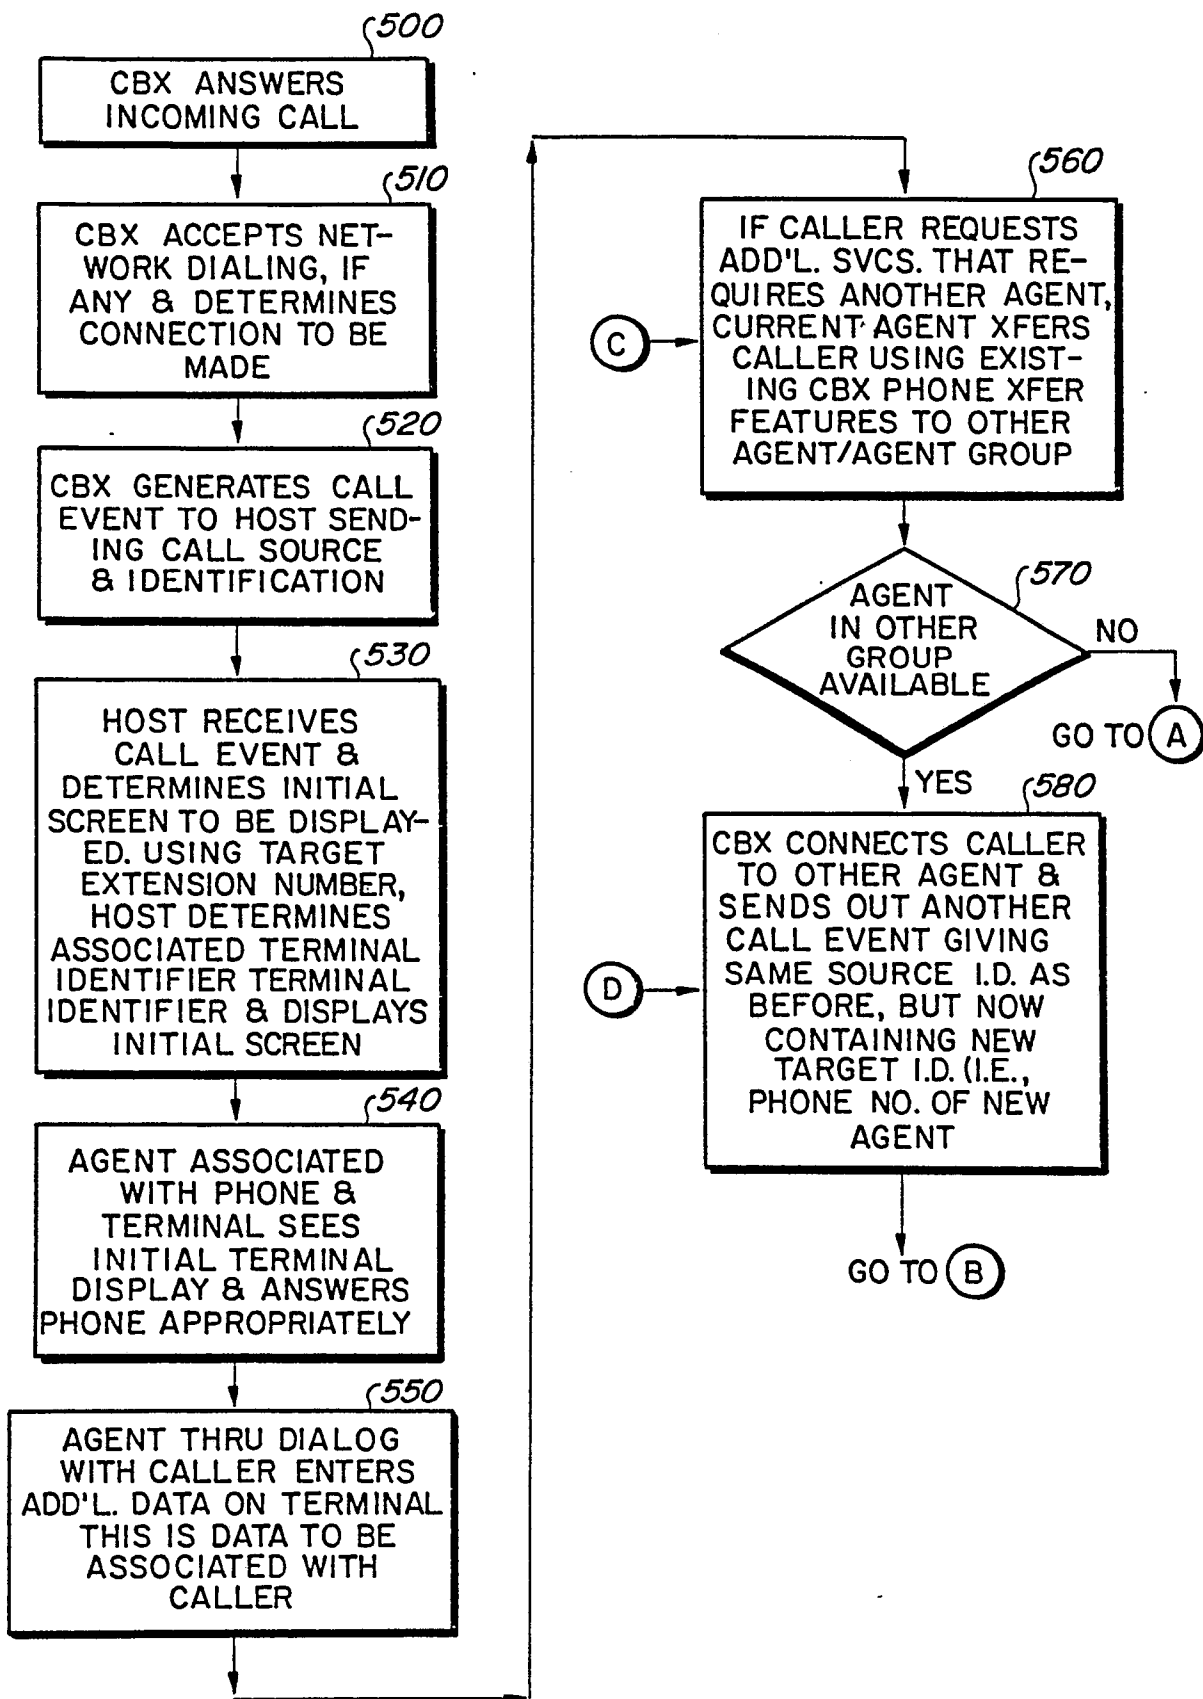 500
CBX ANSWERS
INCOMING CALL
510
CBX ACCEPTS NET-
WORK DIALING, IF
ANY & DETERMINES
CONNECTION TO BE
MADE
520
CBX GENERATES CALL
EVENT TO HOST SEND-
ING CALL SOURCE
& IDENTIFICATION
530
HOST RECEIVES
CALL EVENT &
DETERMINES INITIAL
SCREEN TO BE DISPLAY-
ED. USING TARGET
EXTENSION NUMBER,
HOST DETERMINES
ASSOCIATED TERMINAL
IDENTIFIER TERMINAL
IDENTIFIER & DISPLAYS
INITIAL SCREEN
540
AGENT ASSOCIATED
WITH PHONE &
TERMINAL SEES
INITIAL TERMINAL
DISPLAY & ANSWERS
PHONE APPROPRIATELY
550
AGENT THRU DIALOG
WITH CALLER ENTERS
ADD'L. DATA ON TERMINAL
THIS IS DATA TO BE
ASSOCIATED WITH
CALLER
560
IF CALLER REQUESTS
ADD'L. SVCS. THAT RE-
QUIRES ANOTHER AGENT,
CURRENT AGENT XFERS
CALLER USING EXIST-
ING CBX PHONE XFER
FEATURES TO OTHER
AGENT/AGENT GROUP
C
570
AGENT
IN OTHER
GROUP
AVAILABLE
NO
GO TO A
YES
580
CBX CONNECTS CALLER
TO OTHER AGENT &
SENDS OUT ANOTHER
CALL EVENT GIVING
SAME SOURCE I.D. AS
BEFORE, BUT NOW
CONTAINING NEW
TARGET I.D. (I.E.,
PHONE NO. OF NEW
AGENT
D
GO TO B